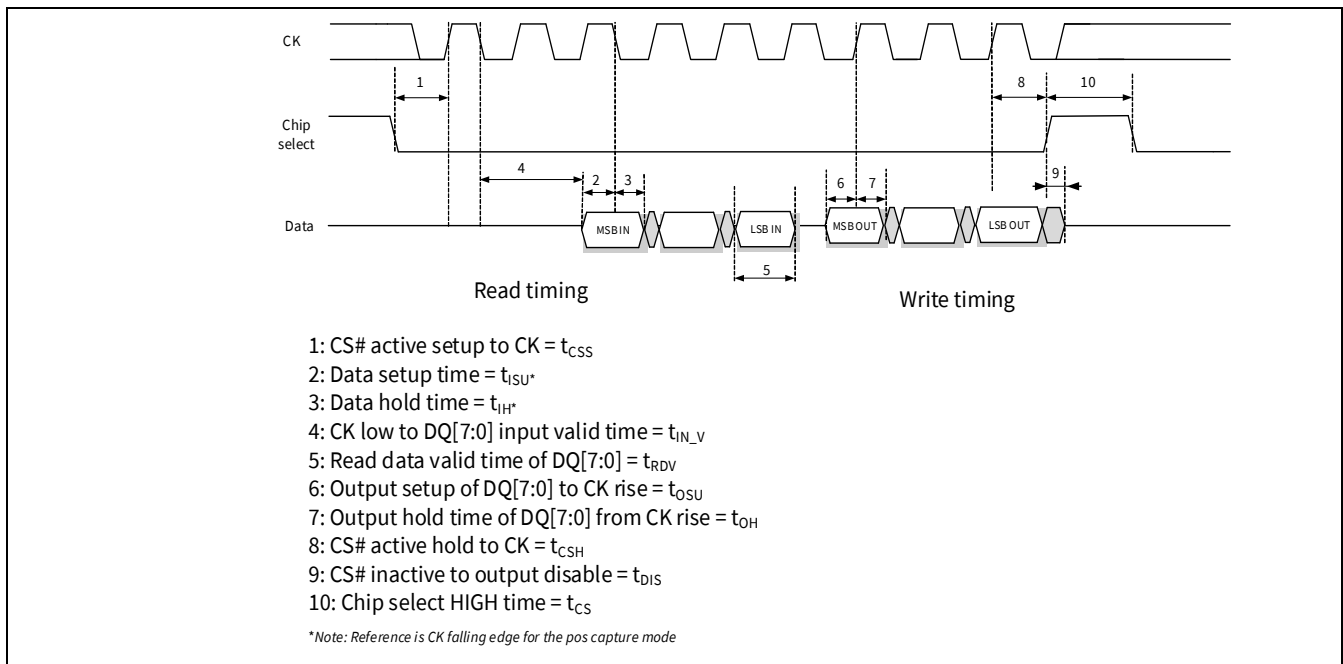 CK
1
8
10
Chip
select
4
2
3
6
7
9
Data
MSB IN
LSB IN
MSB OUT
LSB OUT
5
Read timing
Write timing
1: CS# active setup to CK = tCSS
2: Data setup time = tISU*
3: Data hold time = tIH*
4: CK low to DQ[7:0] input valid time = tIN_V
5: Read data valid time of DQ[7:0] = tRDV
6: Output setup of DQ[7:0] to CK rise = tOSU
7: Output hold time of DQ[7:0] from CK rise = tOH
8: CS# active hold to CK = tCSH
9: CS# inactive to output disable = tDIS
10: Chip select HIGH time = tCS
*Note: Reference is CK falling edge for the pos capture mode